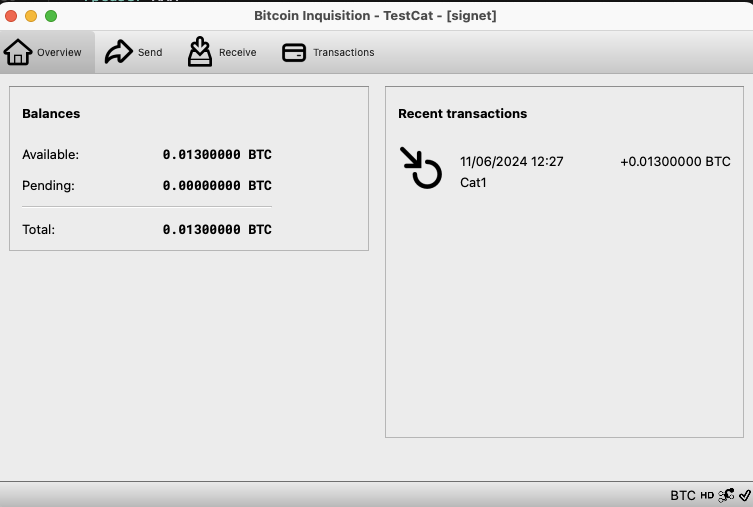 Bitcoin Inquisition - TestCat - [signet]
Overview Send Receive Transactions
Balances
Available: 0.01300000 BTC
Pending: 0.00000000 BTC
Total: 0.01300000 BTC
Recent transactions
11/06/2024 12:27 +0.01300000 BTC
Cat1
BTC HD